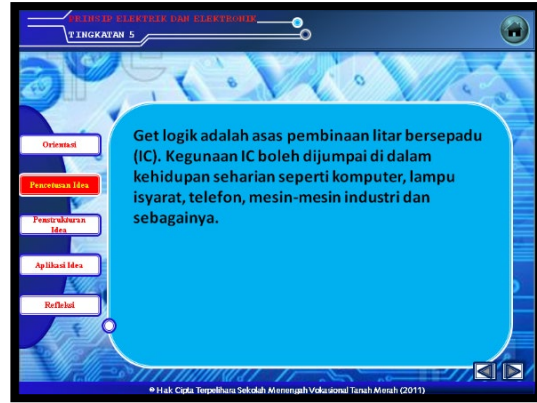 PRINSIP ELEKTRIK DAN ELEKTRONIK
TINGKATAN 5
Orientasi
Pencetusan Idea
Penstrukturan
Idea
Aplikasi Idea
Refleksi
Get logik adalah asas pembinaan litar bersepadu
(IC). Kegunaan IC boleh dijumpai di dalam
kehidupan seharian seperti komputer, lampu
isyarat, telefon, mesin-mesin industri dan
sebagainya.
© Hak Cipta Terpelihara Sekolah Menengah Vokasional Tanah Merah (2011)